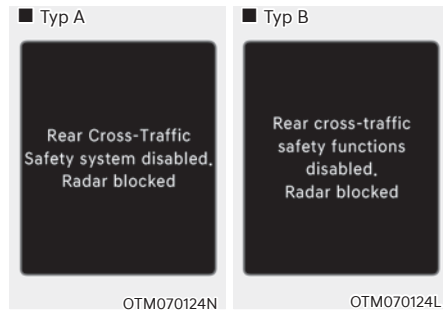 ■ Typ A
Rear Cross-Traffic
Safety system disabled.
Radar blocked
OTM070124N
■ Typ B
Rear cross-traffic
safety functions
disabled.
Radar blocked
OTM070124L